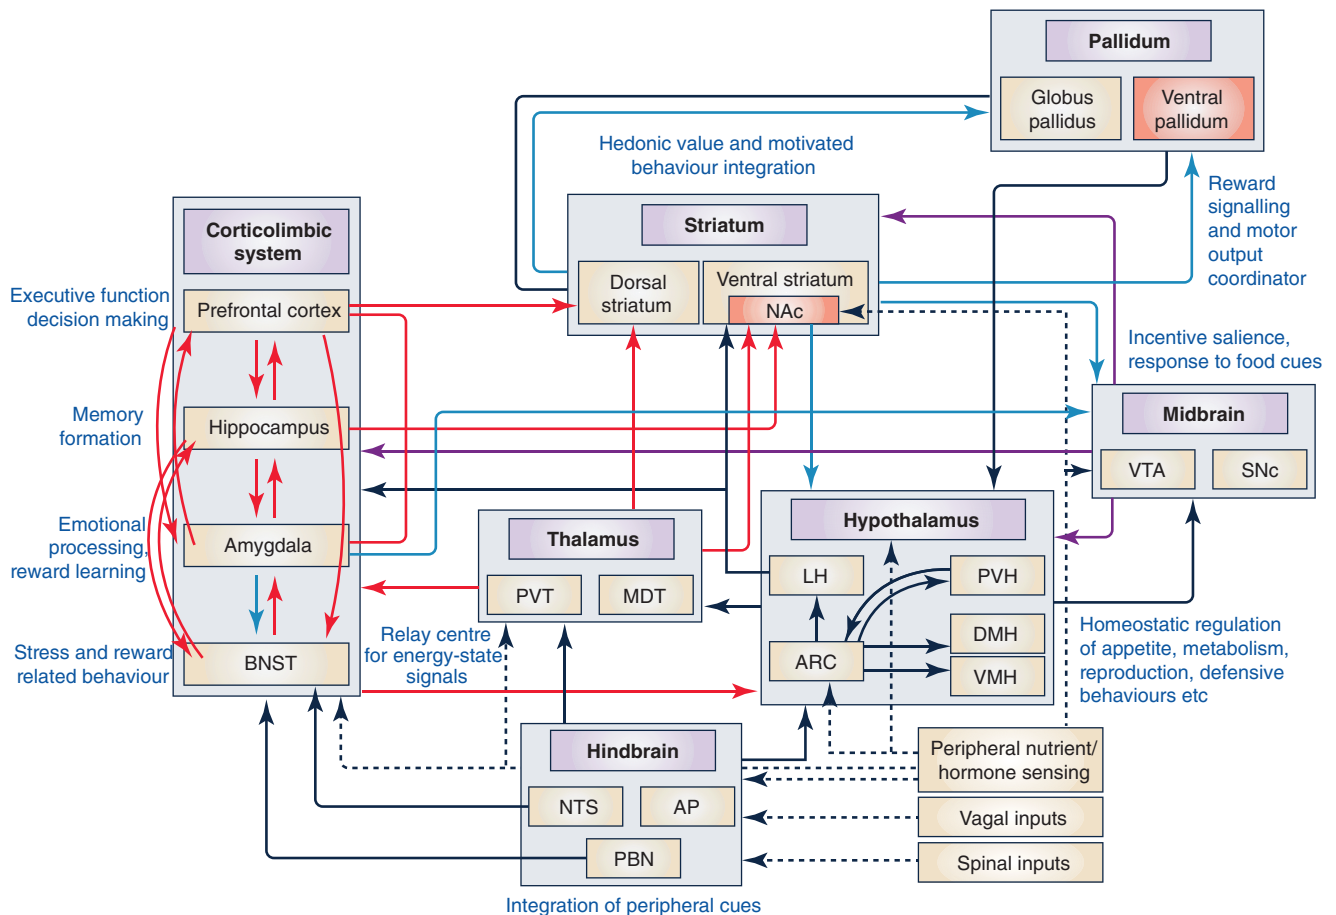 Pallidum
Globus
pallidus
Ventral
pallidum
Hedonic value and motivated
behaviour integration
Reward
signalling
and motor
output
coordinator
Corticolimbic
system
Striatum
Dorsal
striatum
Ventral striatum
NAc
Executive function
decision making
Prefrontal cortex
Incentive salience,
response to food cues
Memory
formation
Hippocampus
Midbrain
VTA
SNc
Emotional
processing,
reward learning
Amygdala
Thalamus
PVT
MDT
Hypothalamus
LH
PVH
DMH
ARC
VMH
Stress and reward
related behaviour
BNST
Relay centre
for energy-state
signals
Homeostatic regulation
of appetite, metabolism,
reproduction, defensive
behaviours etc
Hindbrain
NTS
AP
PBN
Peripheral nutrient/
hormone sensing
Vagal inputs
Spinal inputs
Integration of peripheral cues